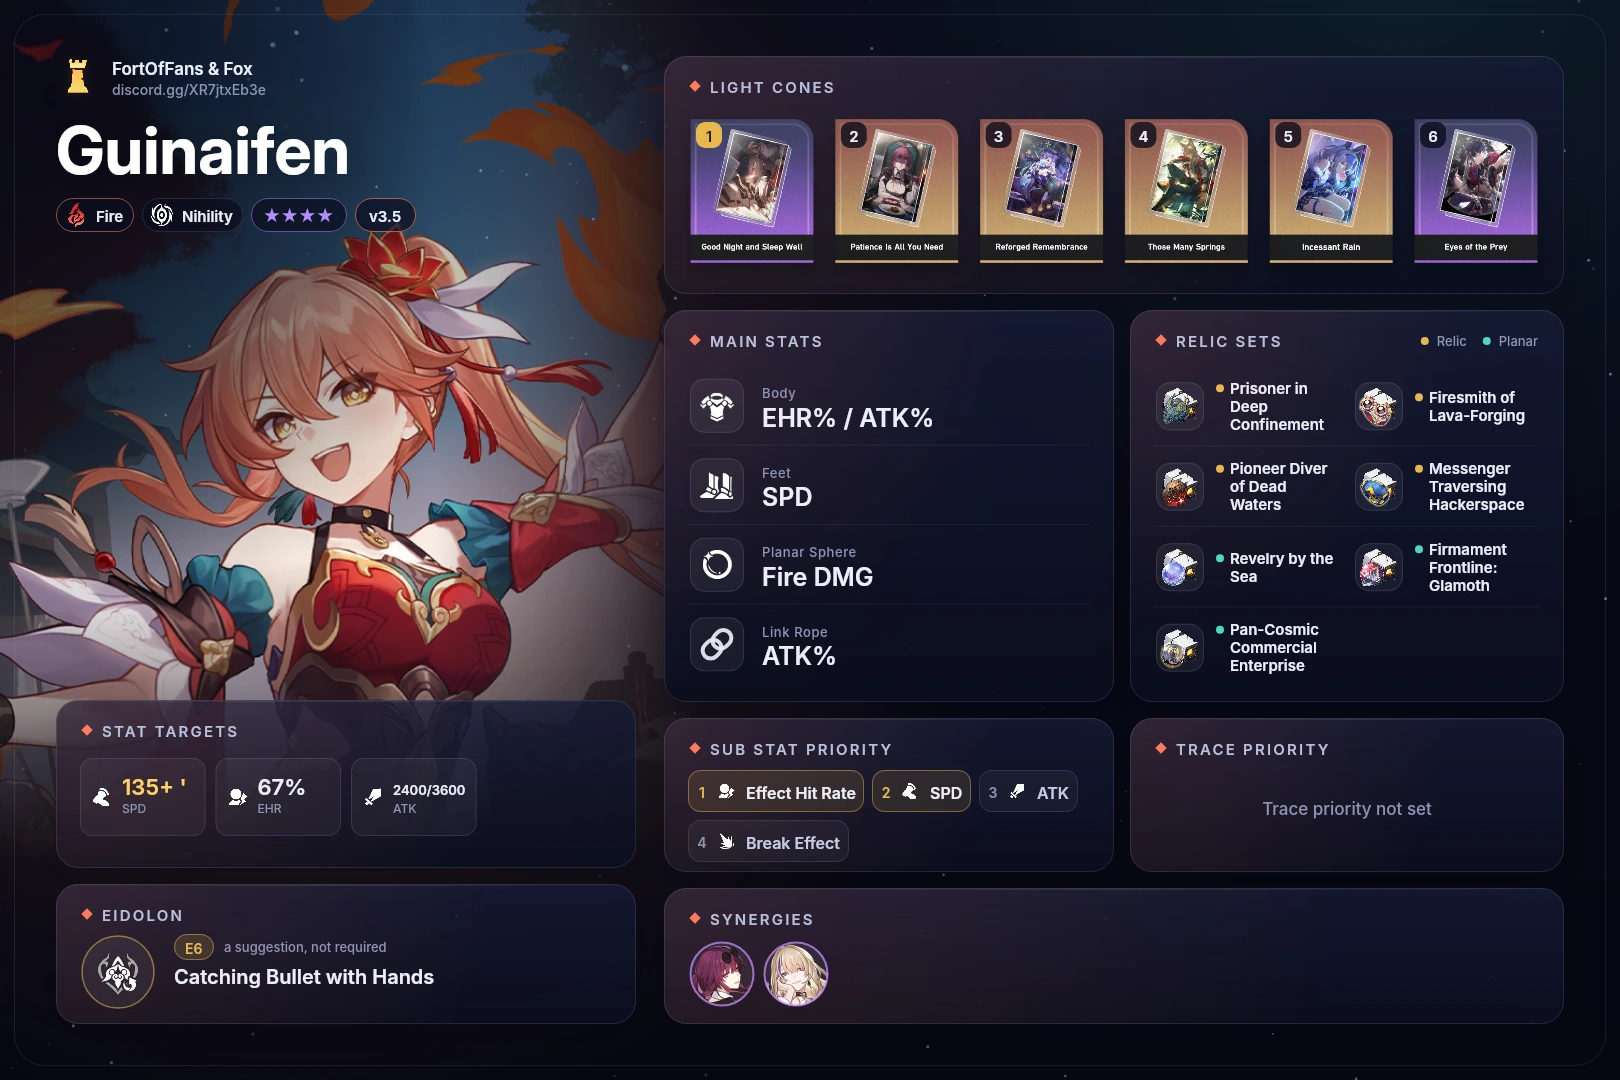 FortOfFans & Fox
discord.gg/XR7jtxEb3e
Guinaifen
Fire
Nihility
v3.5
LIGHT CONES
1
2
3
4
5
6
Good Night and Sleep Well
Patience Is All You Need
Reforged Remembrance
Those Many Springs
Incessant Rain
Eyes of the Prey
MAIN STATS
Body
EHR% / ATK%
Feet
SPD
Planar Sphere
Fire DMG
Link Rope
ATK%
RELIC SETS
Relic
Planar
Prisoner in
Deep
Confinement
Firesmith of
Lava-Forging
Pioneer Diver
of Dead
Waters
Messenger
Traversing
Hackerspace
Revelry by the
Sea
Firmament
Frontline:
Glamoth
Pan-Cosmic
Commercial
Enterprise
STAT TARGETS
135+ '
SPD
67%
EHR
2400/3600
ATK
SUB STAT PRIORITY
1 Effect Hit Rate
2 SPD
3 ATK
4 Break Effect
TRACE PRIORITY
Trace priority not set
EIDOLON
E6 a suggestion, not required
Catching Bullet with Hands
SYNERGIES